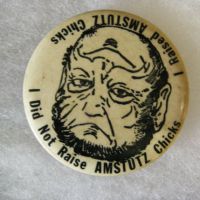 I Raised AMSTUTZ Chicks
I Did Not Raise AMSTUTZ Chicks